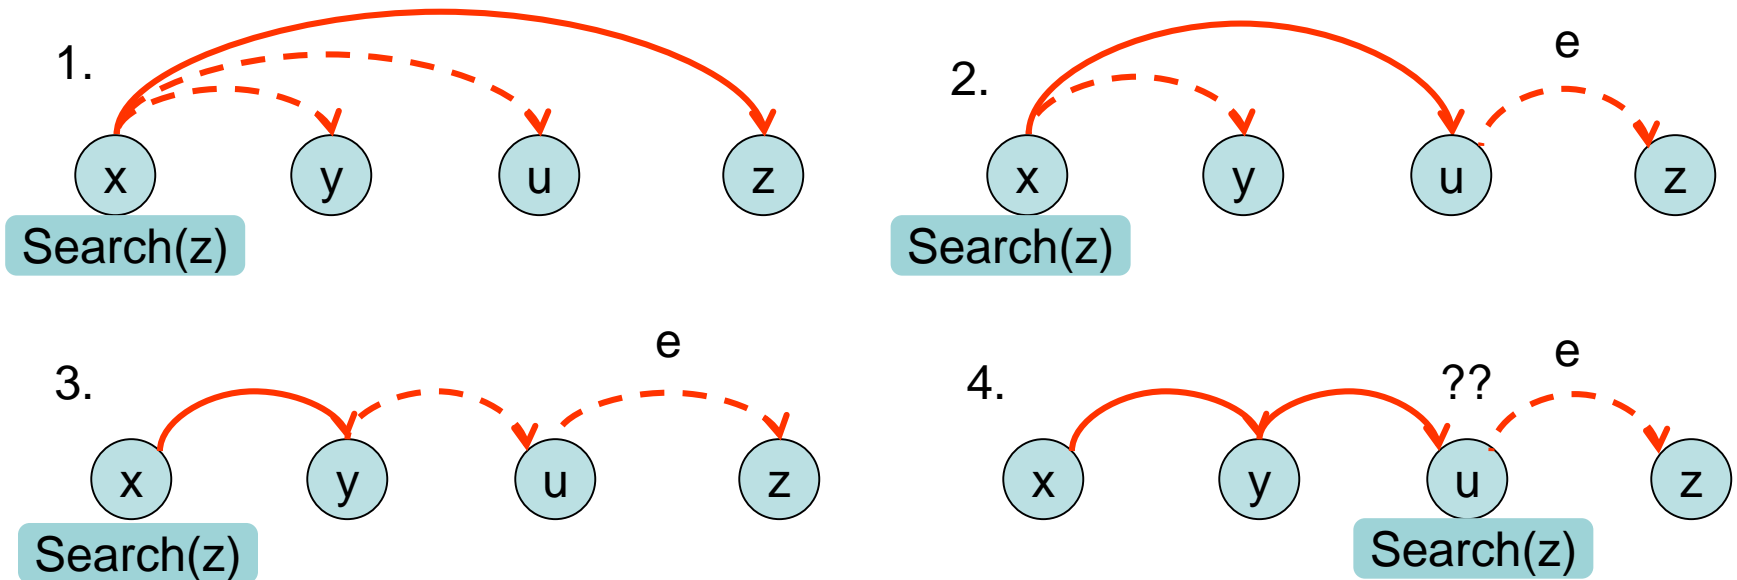 1.
x y u z
Search(z)
2.
e
x y u z
Search(z)
3.
e
x y u z
Search(z)
4.
?? e
x y u z
Search(z)